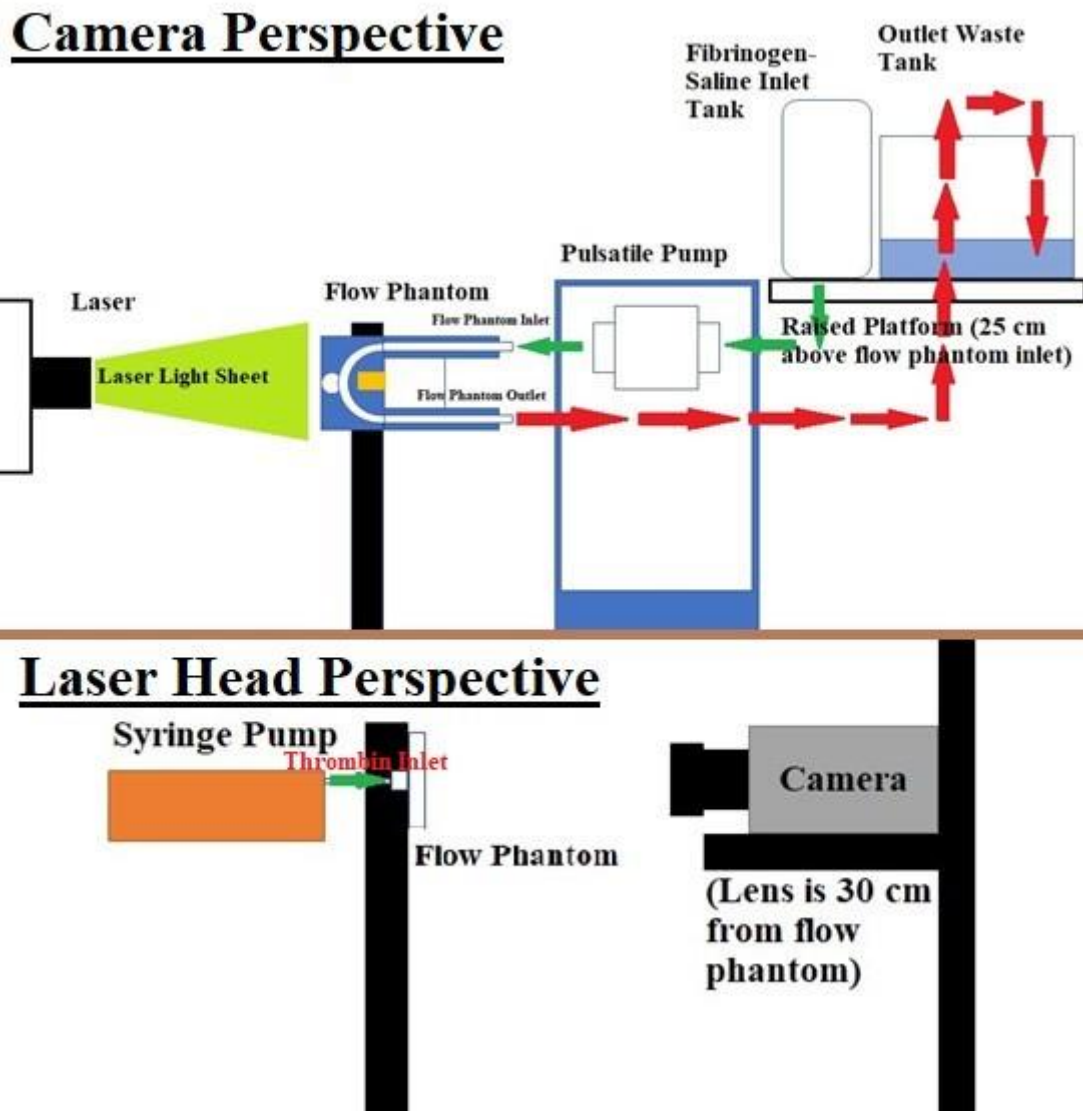 Camera Perspective
Fibrinogen-
Saline Inlet
Tank
Outlet Waste
Tank
Pulsatile Pump
Laser
Flow Phantom
Flow Phantom Inlet
Raised Platform (25 cm
above flow phantom inlet)
Laser Light Sheet
Flow Phantom Outlet
Laser Head Perspective
Syringe Pump
Thrombin Inlet
Camera
Flow Phantom
(Lens is 30 cm
from flow
phantom)